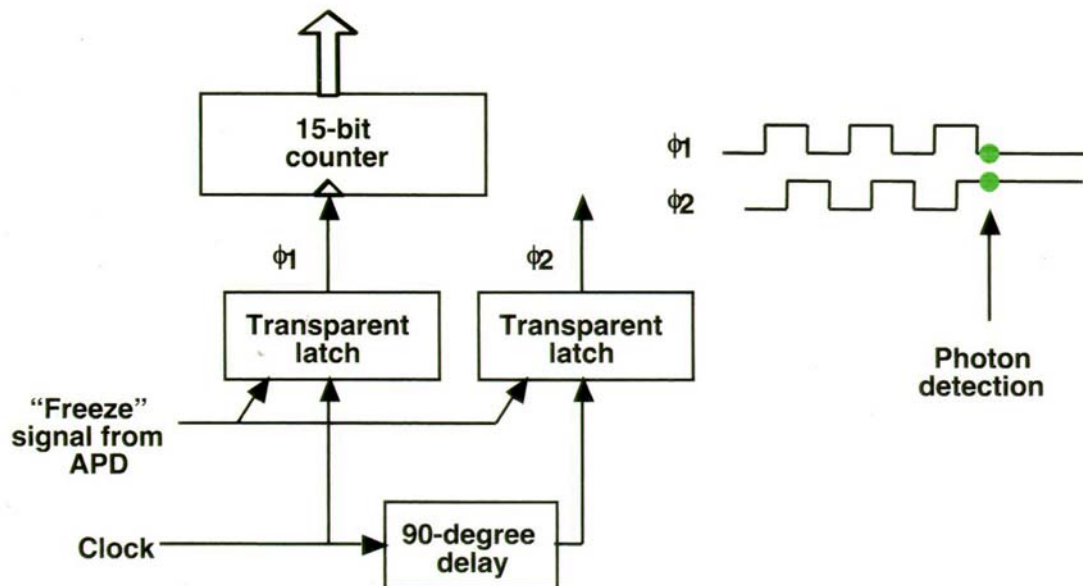 15-bit
counter
ϕ1
ϕ2
ϕ1
ϕ2
Transparent
latch
Transparent
latch
Photon
detection
“Freeze”
signal from
APD
Clock
90-degree
delay